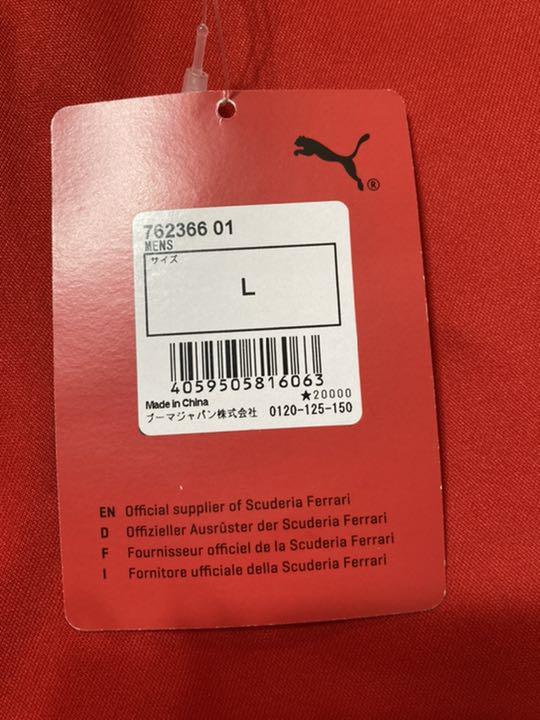 ®
762366 01
MENS
サイズ
L
4059505816063
★20000
Made in China
プーマジャパン株式会社 0120-125-150
EN Official supplier of Scuderia Ferrari
D Offizieller Ausrüster der Scuderia Ferrari
F Fournisseur officiel de la Scuderia Ferrari
I Fornitore ufficiale della Scuderia Ferrari